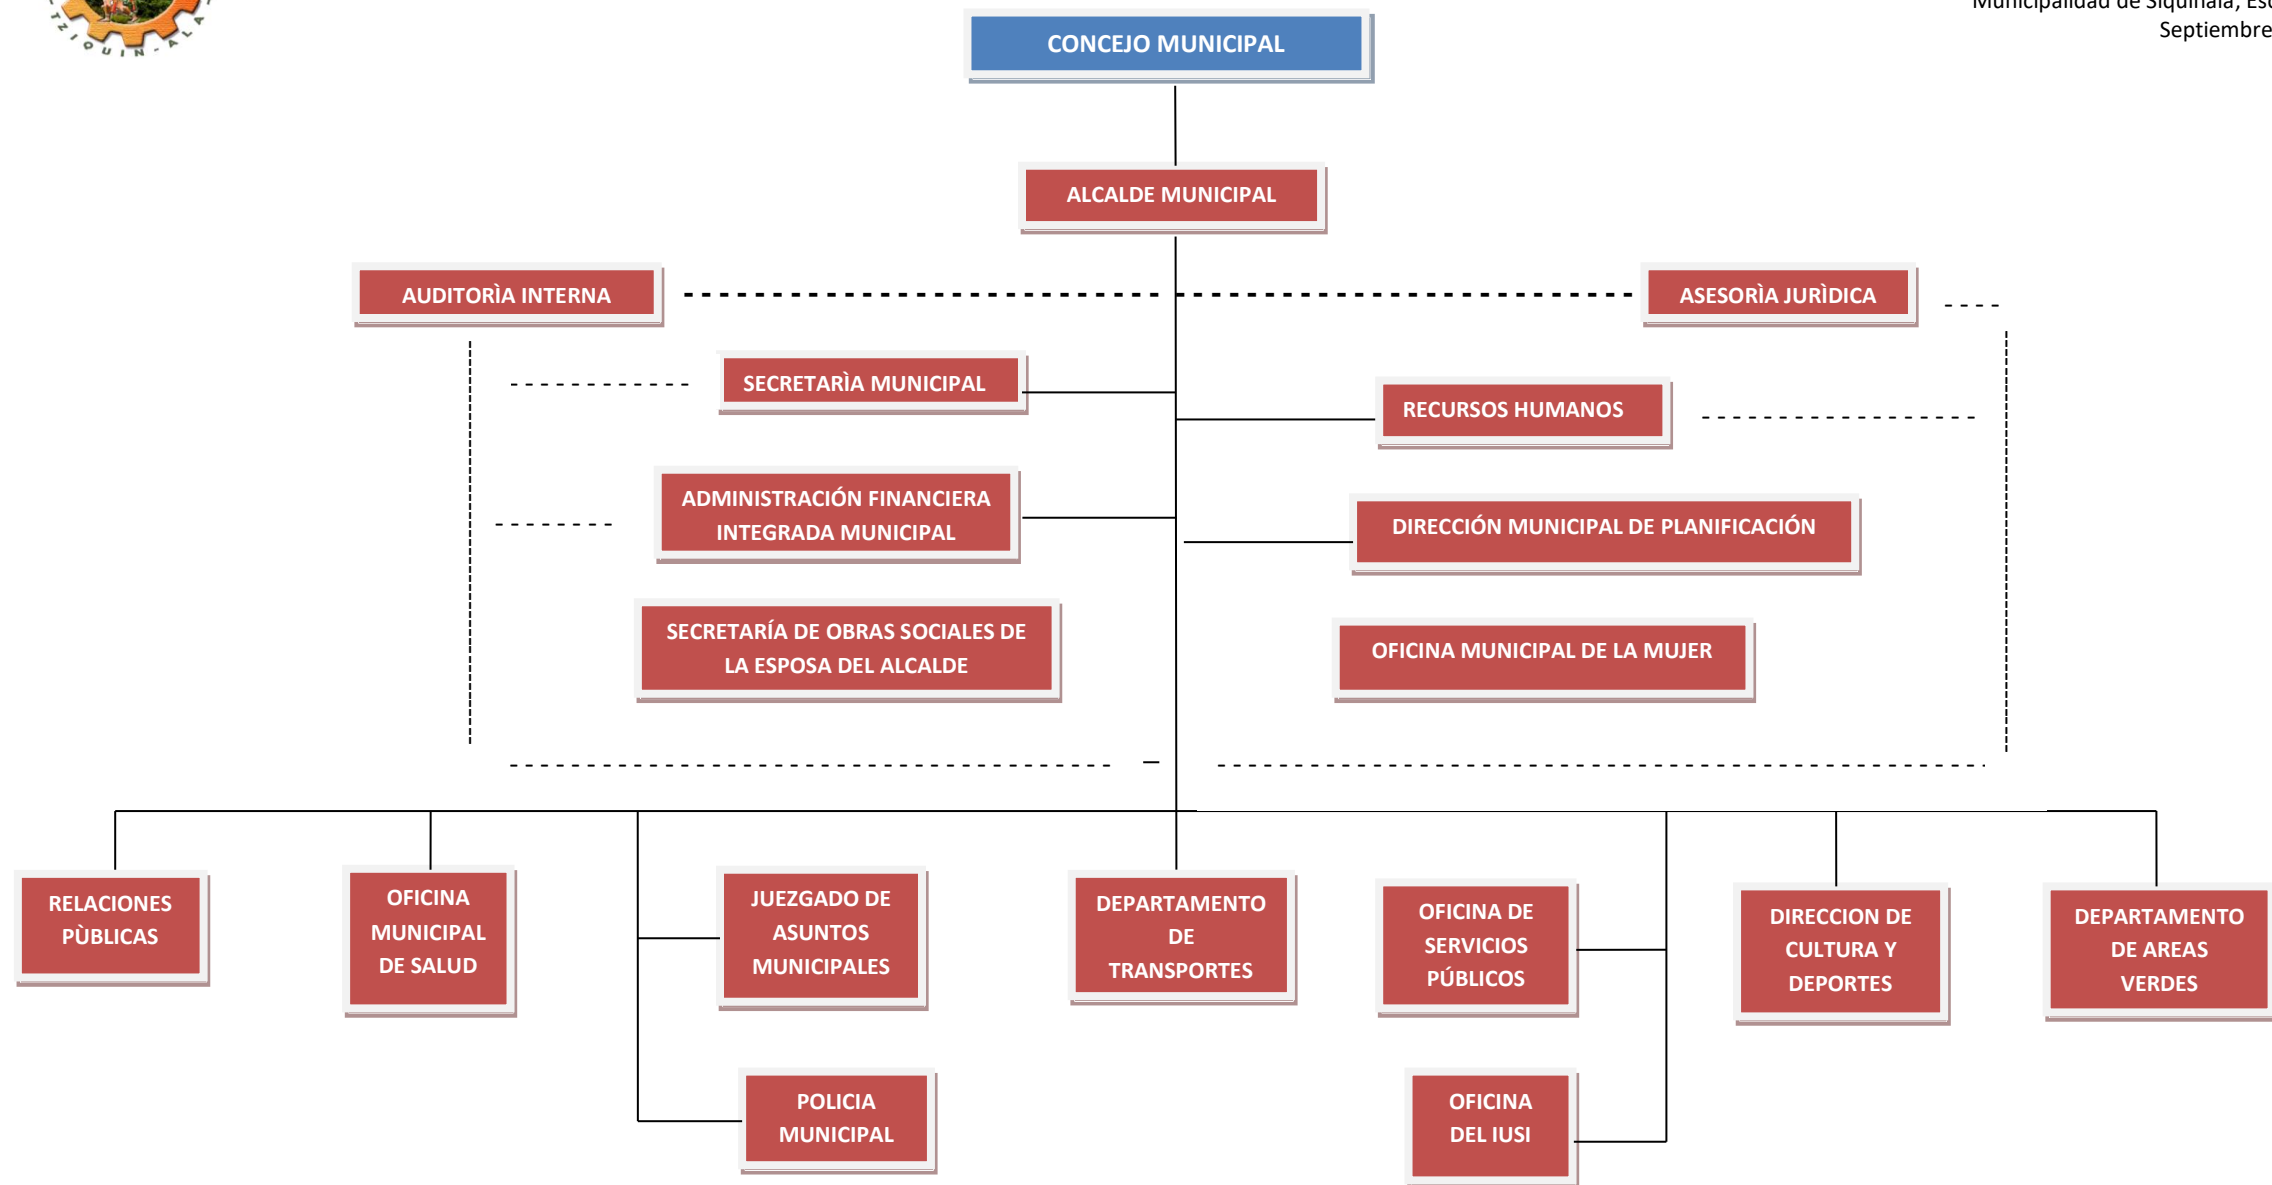 TZIQUIN-AL
Municipalidad de Siquinalá, Esc
Septiembre
CONCEJO MUNICIPAL
ALCALDE MUNICIPAL
AUDITORÌA INTERNA
ASESORÌA JURÌDICA
SECRETARÌA MUNICIPAL
RECURSOS HUMANOS
ADMINISTRACIÓN FINANCIERA
INTEGRADA MUNICIPAL
DIRECCIÓN MUNICIPAL DE PLANIFICACIÓN
SECRETARÍA DE OBRAS SOCIALES DE
LA ESPOSA DEL ALCALDE
OFICINA MUNICIPAL DE LA MUJER
RELACIONES
PÙBLICAS
OFICINA
MUNICIPAL
DE SALUD
JUEZGADO DE
ASUNTOS
MUNICIPALES
DEPARTAMENTO
DE
TRANSPORTES
OFICINA DE
SERVICIOS
PÚBLICOS
DIRECCION DE
CULTURA Y
DEPORTES
DEPARTAMENTO
DE AREAS
VERDES
POLICIA
MUNICIPAL
OFICINA
DEL IUSI